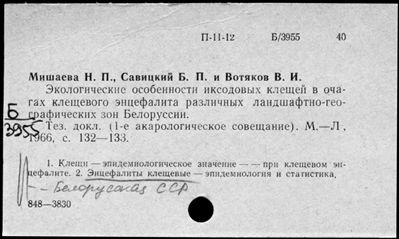 П-11-12 Б/3955 40
Мишаева Н. П., Савицкий Б. П. и Вотяков В. И.
Экологические особенности иксодовых клещей в оча-
гах клещевого энцефалита различных ландшафтно-гео-
графических зон Белоруссии.
Б
3955
Тез. докл. (1-е акарологическое совещание). М.—Л,
1966, с. 132—133.
1. Клещи — эпидемиологическое значение — — при клещевом эн-
цефалите. 2. Энцефалиты клещевые — эпидемиология и статистика,
— Белорусская ССР
848—3830